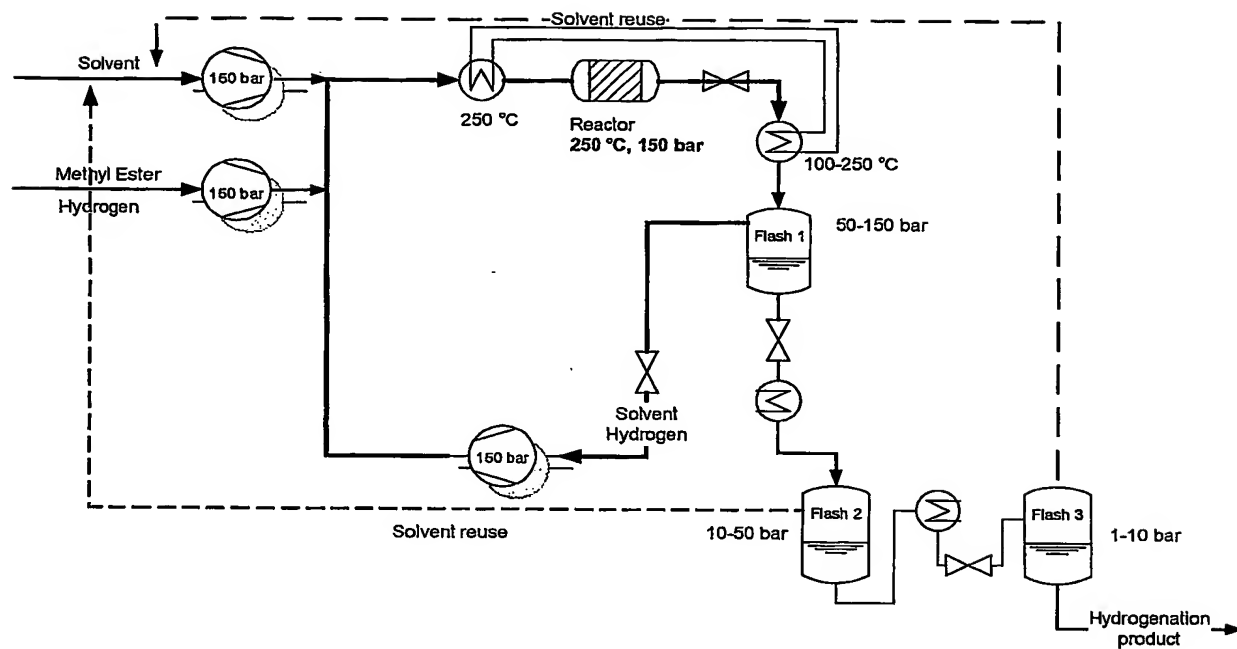 Solvent reuse
Solvent
150 bar
250 °C
Reactor
250 °C, 150 bar
100-250 °C
Methyl Ester
Hydrogen
150 bar
Flash 1
50-150 bar
Solvent
Hydrogen
150 bar
Solvent reuse
Flash 2
10-50 bar
Flash 3
1-10 bar
Hydrogenation
product